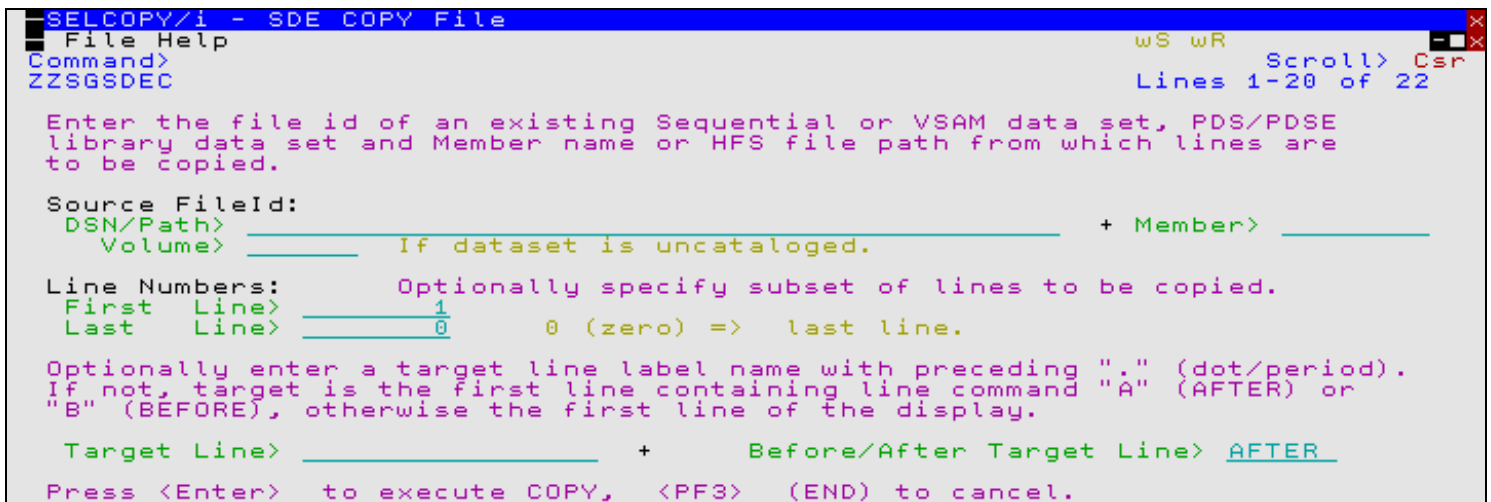 SELCOPY/i - SDE COPY File
File Help wS wR
Command> Scroll> Csr
ZZSGSDEC Lines 1-20 of 22
Enter the file id of an existing Sequential or VSAM data set, PDS/PDSE
library data set and Member name or HFS file path from which lines are
to be copied.
Source FileId:
DSN/Path> + Member>
Volume> If dataset is uncataloged.
Line Numbers: Optionally specify subset of lines to be copied.
First Line> 1
Last Line> 0 0 (zero) => last line.
Optionally enter a target line label name with preceding "." (dot/period).
If not, target is the first line containing line command "A" (AFTER) or
"B" (BEFORE), otherwise the first line of the display.
Target Line> + Before/After Target Line> AFTER
Press <Enter> to execute COPY, <PF3> (END) to cancel.